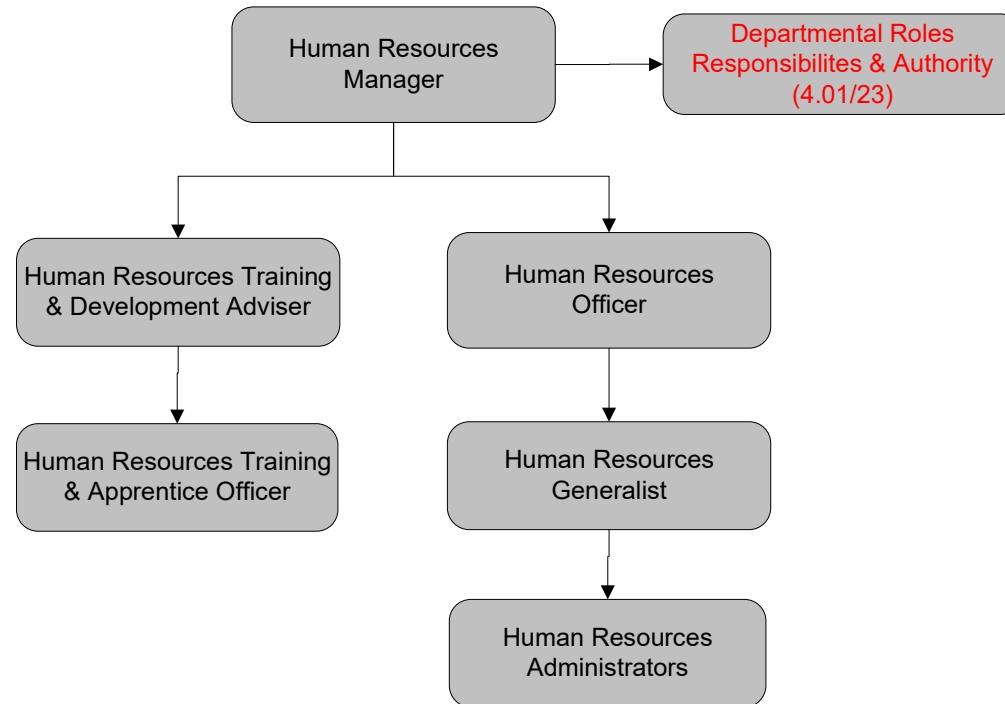 Human Resources
Manager
Departmental Roles
Responsibilites & Authority
(4.01/23)
Human Resources Training
& Development Adviser
Human Resources
Officer
Human Resources Training
& Apprentice Officer
Human Resources
Generalist
Human Resources
Administrators